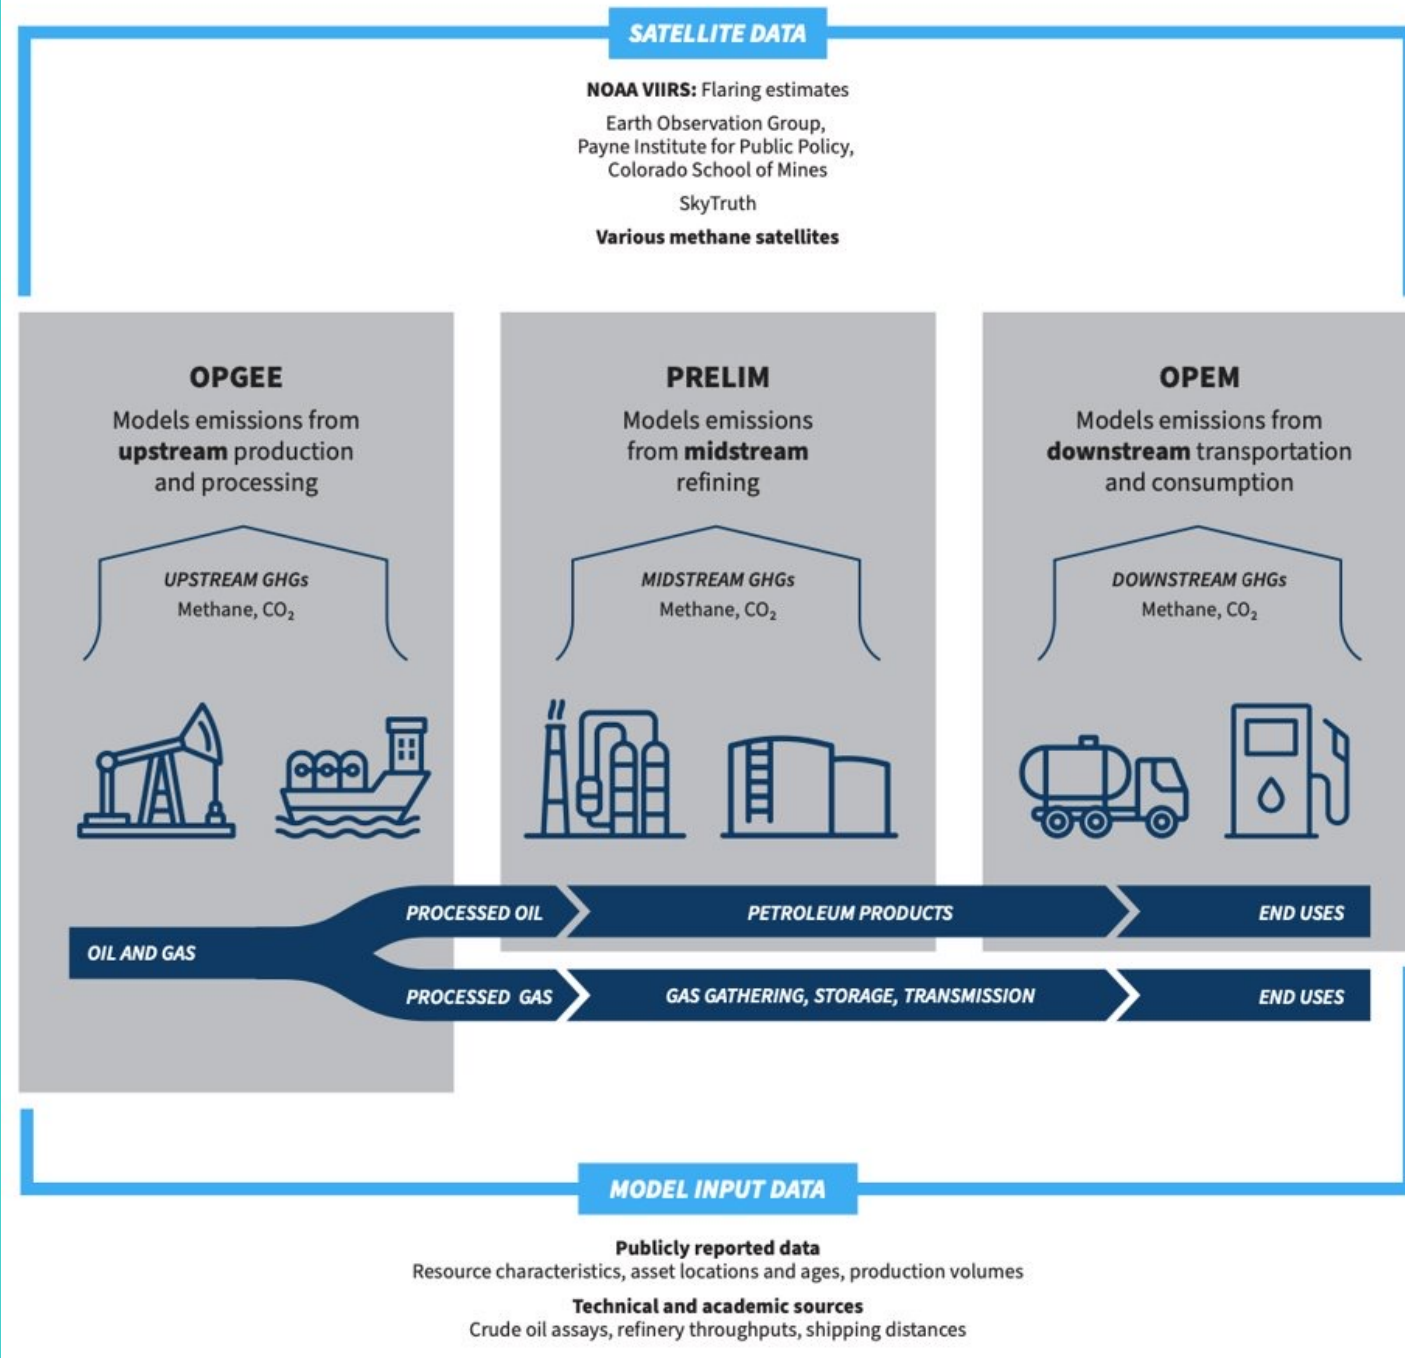 SATELLITE DATA
NOAA VIIRS: Flaring estimates
Earth Observation Group,
Payne Institute for Public Policy,
Colorado School of Mines
SkyTruth
Various methane satellites
OPGEE
Models emissions from
upstream production
and processing
UPSTREAM GHGs
Methane, CO₂
PRELIM
Models emissions
from midstream
refining
MIDSTREAM GHGs
Methane, CO₂
OPEM
Models emissions from
downstream transportation
and consumption
DOWNSTREAM GHGs
Methane, CO₂
OIL AND GAS
PROCESSED OIL
PETROLEUM PRODUCTS
END USES
PROCESSED GAS
GAS GATHERING, STORAGE, TRANSMISSION
END USES
MODEL INPUT DATA
Publicly reported data
Resource characteristics, asset locations and ages, production volumes
Technical and academic sources
Crude oil assays, refinery throughputs, shipping distances